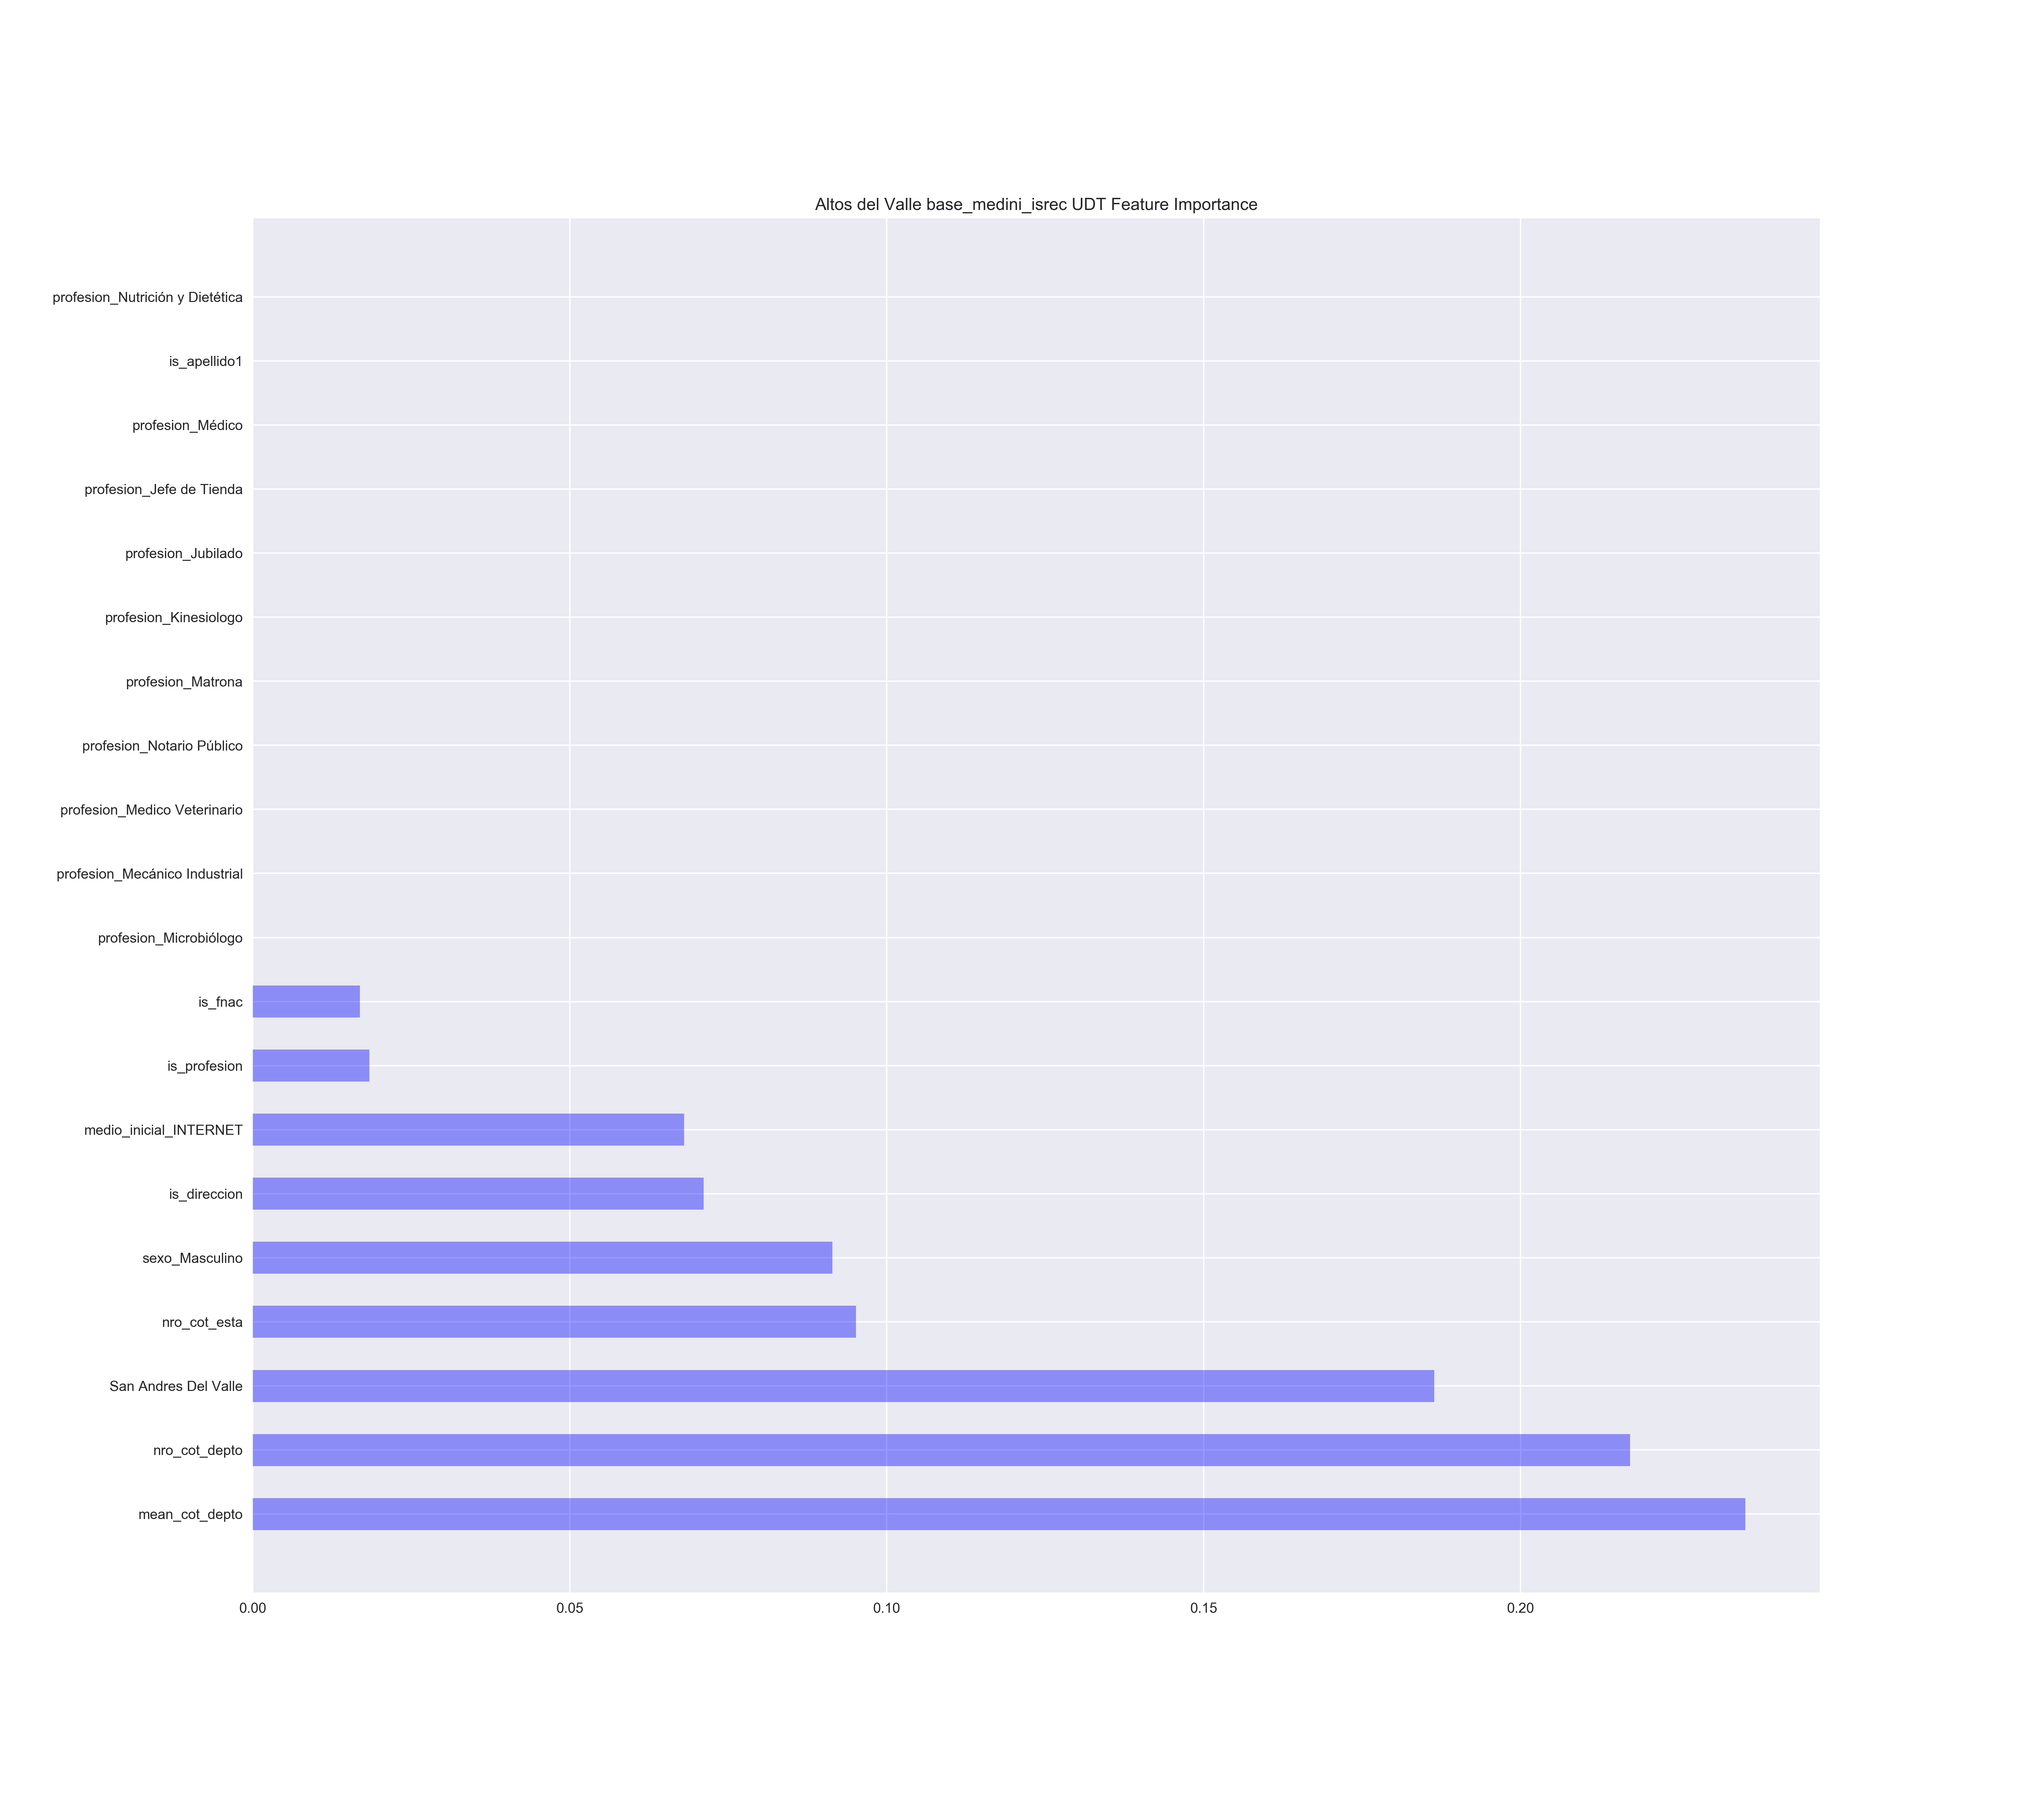 Altos del Valle base_medini_isrec UDT Feature Importance
profesion_Nutrición y Dietética
is_apellido1
profesion_Médico
profesion_Jefe de Tienda
profesion_Jubilado
profesion_Kinesiologo
profesion_Matrona
profesion_Notario Público
profesion_Medico Veterinario
profesion_Mecánico Industrial
profesion_Microbiólogo
is_fnac
is_profesion
medio_inicial_INTERNET
is_direccion
sexo_Masculino
nro_cot_esta
San Andres Del Valle
nro_cot_depto
mean_cot_depto
0.00 0.05 0.10 0.15 0.20